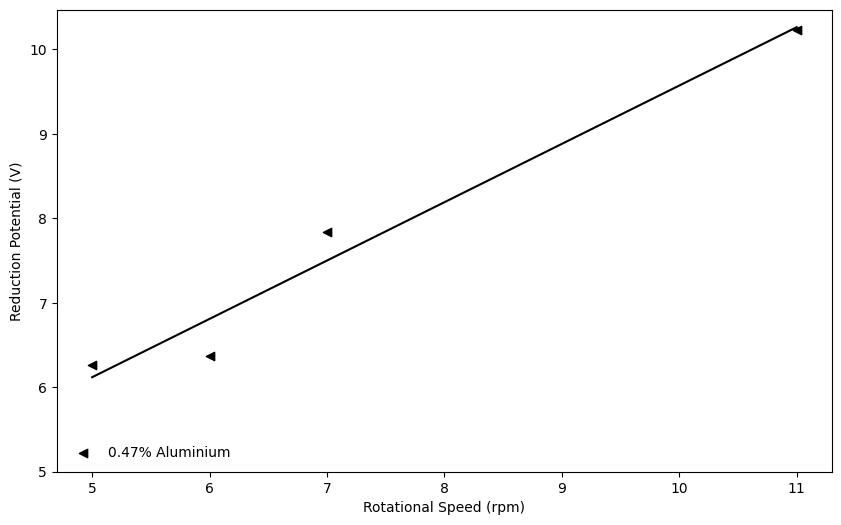 10
9
8
7
6
5
Reduction Potential (V)
0.47% Aluminium
5 6 7 8 9 10 11
Rotational Speed (rpm)